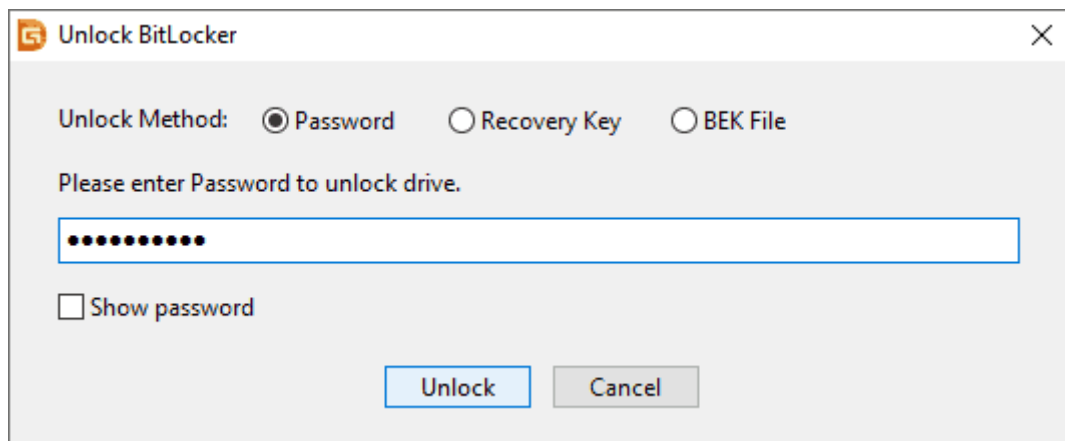 Unlock BitLocker
Unlock Method: Password Recovery Key BEK File
Please enter Password to unlock drive.
••••••••••
Show password
Unlock Cancel